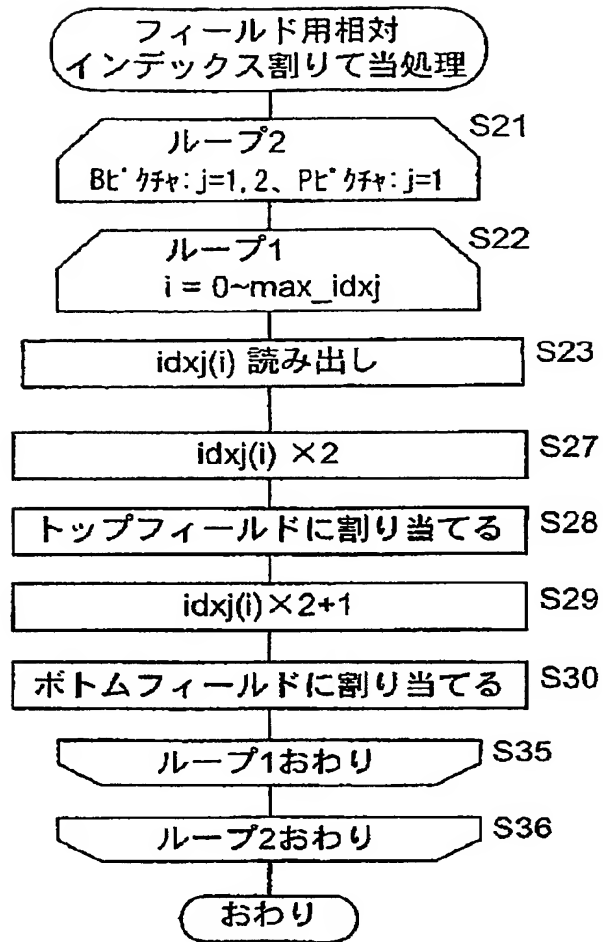 フィールド用相対
インデックス割りて当処理
ループ2
S21
Bﾋﾟｸﾁｬ:j=1,2、Pﾋﾟｸﾁｬ:j=1
ループ1
S22
i = 0~max_idxj
idxj(i) 読み出し
S23
idxj(i) ×2
S27
トップフィールドに割り当てる
S28
idxj(i)×2+1
S29
ボトムフィールドに割り当てる
S30
ループ1おわり
S35
ループ2おわり
S36
おわり